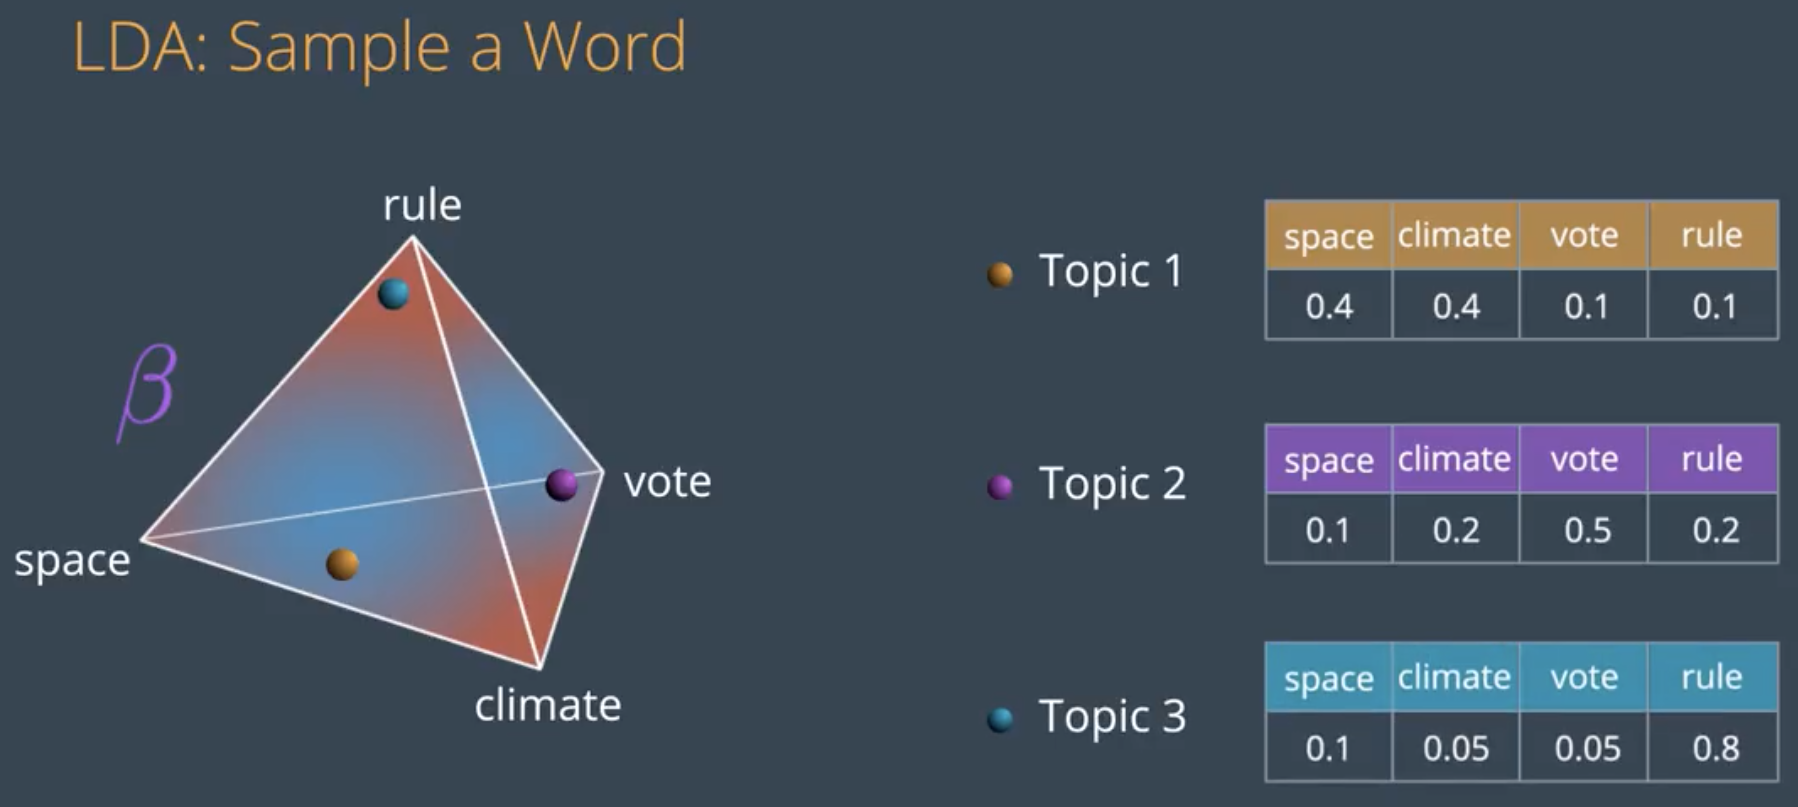 LDA: Sample a Word
rule
β
vote
space
climate
Topic 1
space climate vote rule
0.4 0.4 0.1 0.1
Topic 2
space climate vote rule
0.1 0.2 0.5 0.2
Topic 3
space climate vote rule
0.1 0.05 0.05 0.8